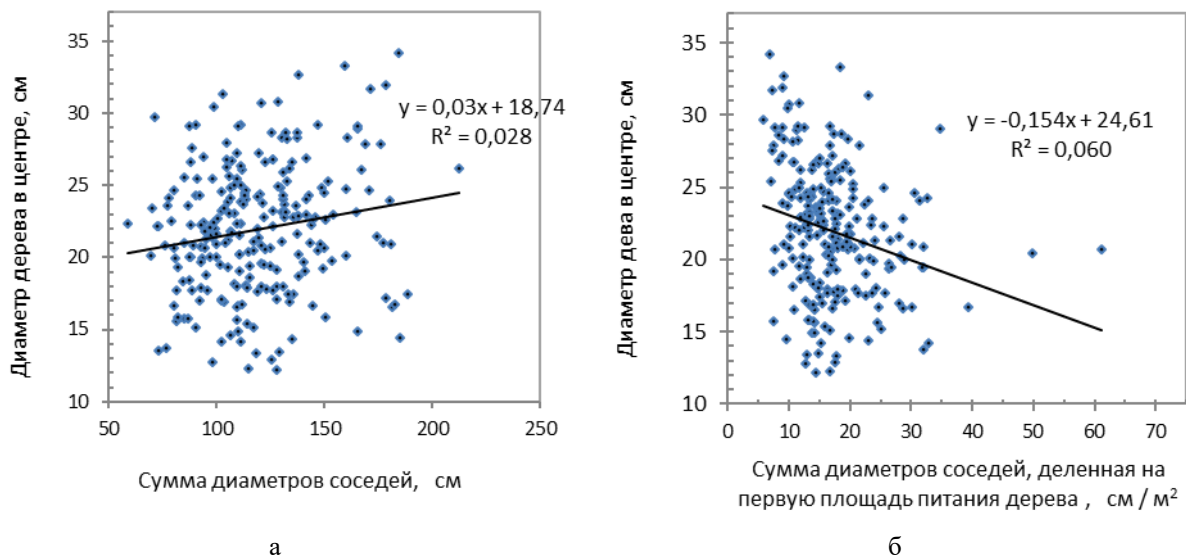 35
30
25
20
15
10
Диаметр дерева в центре, см
y = 0,03x + 18,74
R² = 0,028
50 100 150 200 250
Сумма диаметров соседей, см
а
35
30
25
20
15
10
Диаметр дева в центре, см
y = -0,154x + 24,61
R² = 0,060
0 10 20 30 40 50 60 70
Сумма диаметров соседей, деленная на
первую площадь питания дерева , см / м²
б